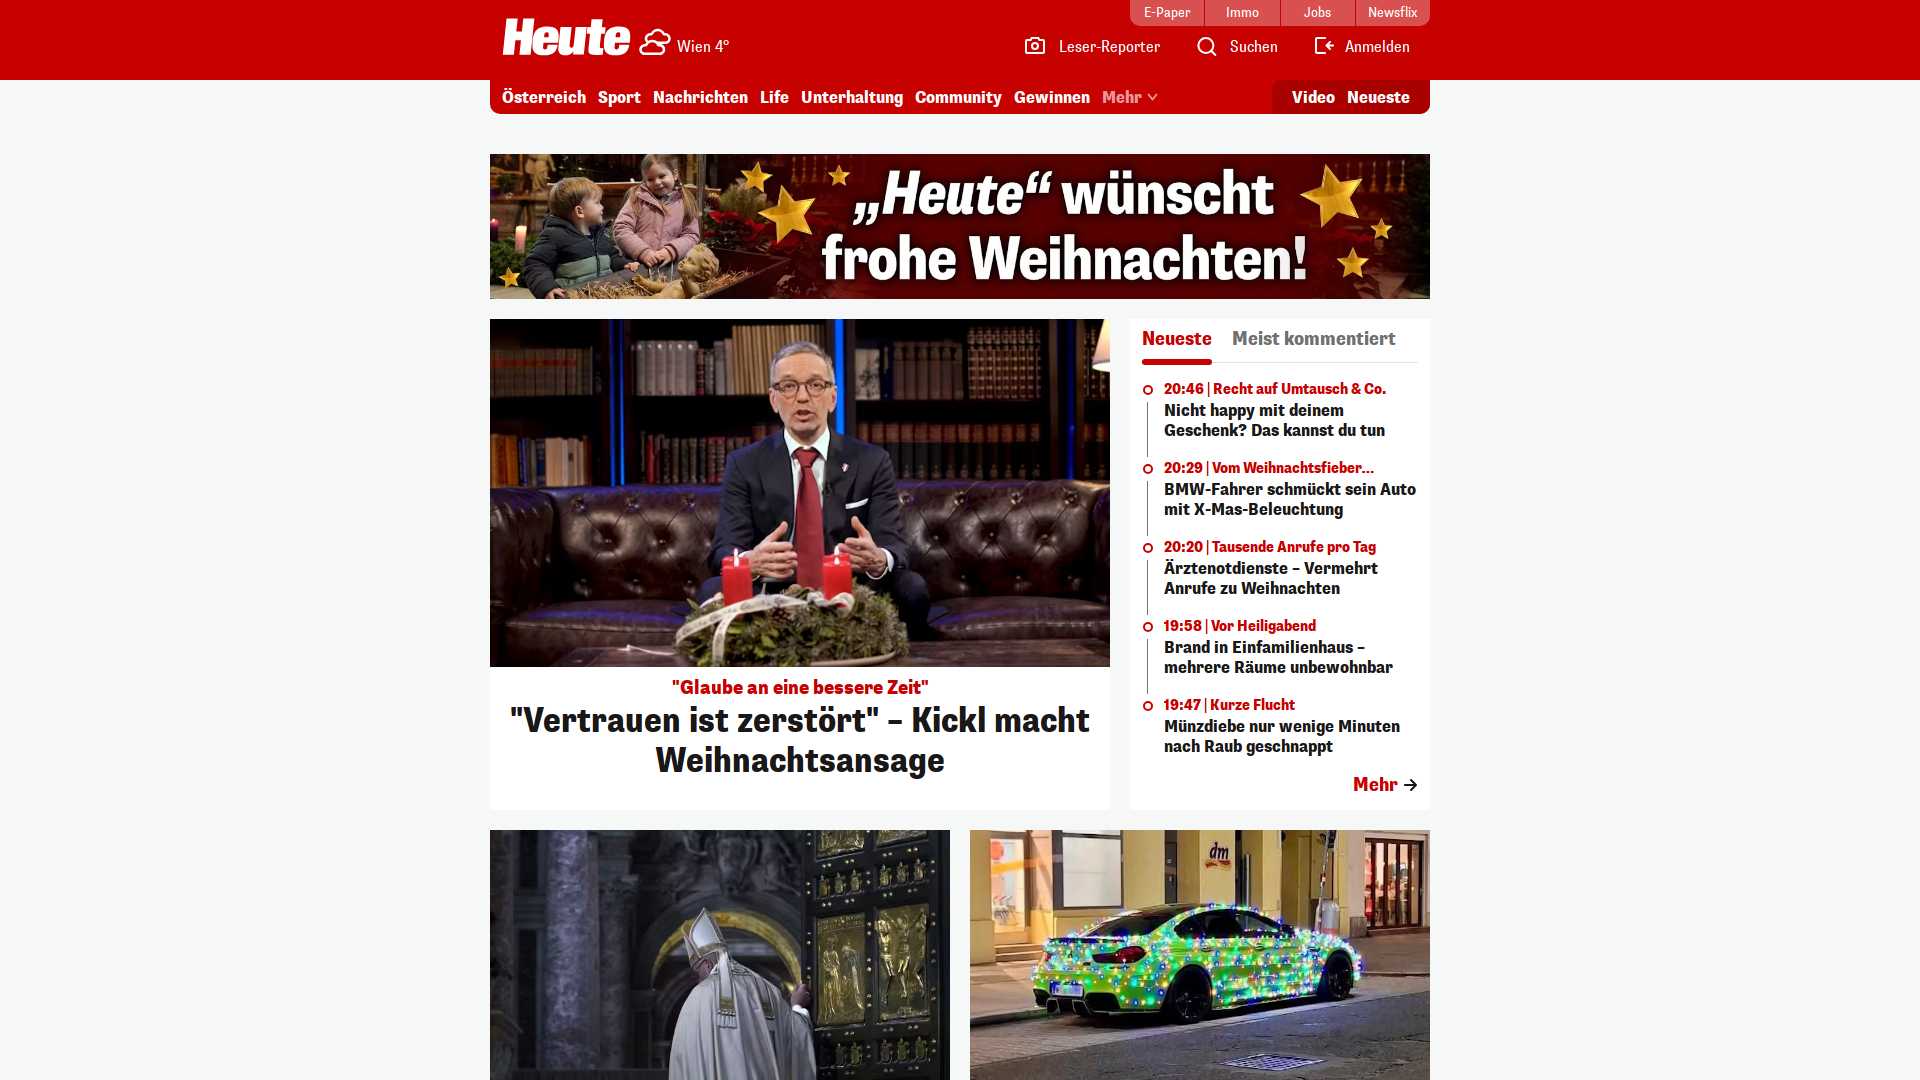 E-Paper
Immo
Jobs
Newsflix
Heute
Wien 4°
Leser-Reporter
Suchen
Anmelden
Österreich
Sport
Nachrichten
Life
Unterhaltung
Community
Gewinnen
Mehr
Video
Neueste
„Heute“ wünscht
frohe Weihnachten!
"Glaube an eine bessere Zeit"
"Vertrauen ist zerstört" – Kickl macht
Weihnachtsansage
Neueste
Meist kommentiert
20:46 | Recht auf Umtausch & Co.
Nicht happy mit deinem
Geschenk? Das kannst du tun
20:29 | Vom Weihnachtsfieber...
BMW-Fahrer schmückt sein Auto
mit X-Mas-Beleuchtung
20:20 | Tausende Anrufe pro Tag
Ärztenotdienste – Vermehrt
Anrufe zu Weihnachten
19:58 | Vor Heiligabend
Brand in Einfamilienhaus –
mehrere Räume unbewohnbar
19:47 | Kurze Flucht
Münzdiebe nur wenige Minuten
nach Raub geschnappt
Mehr
dm